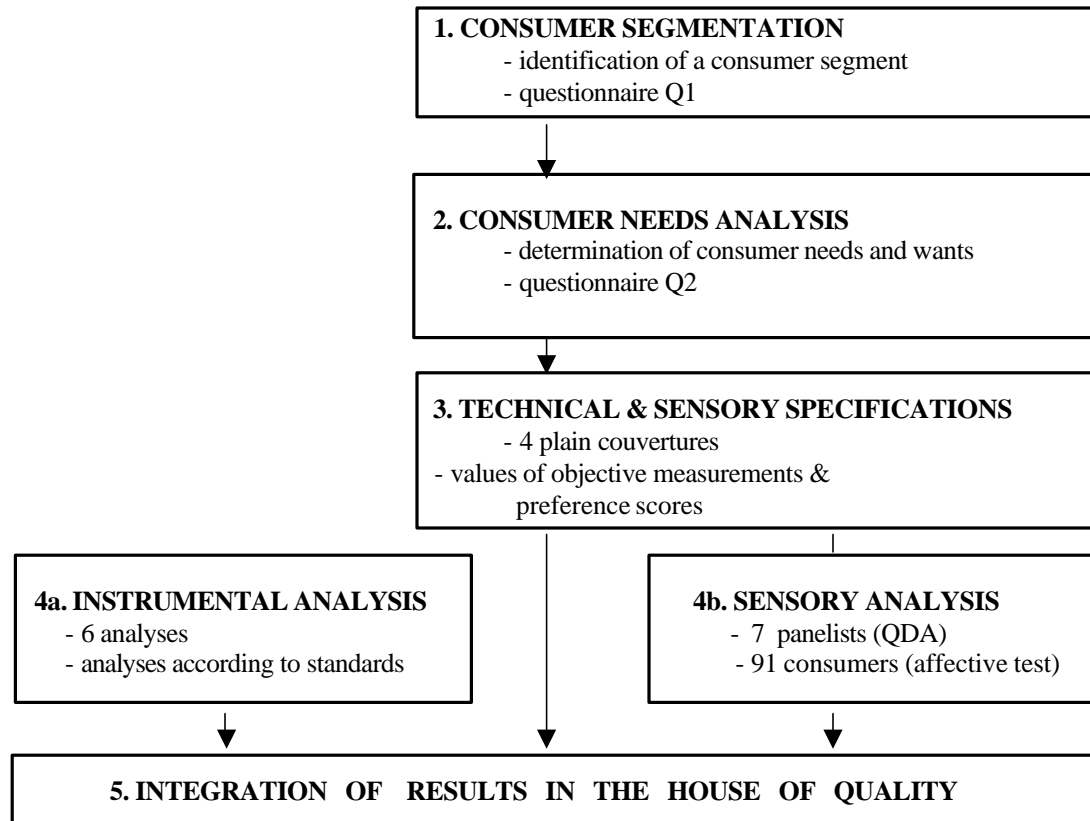 1. CONSUMER SEGMENTATION
- identification of a consumer segment
- questionnaire Q1
2. CONSUMER NEEDS ANALYSIS
- determination of consumer needs and wants
- questionnaire Q2
3. TECHNICAL & SENSORY SPECIFICATIONS
- 4 plain couvertures
- values of objective measurements &
preference scores
4a. INSTRUMENTAL ANALYSIS
- 6 analyses
- analyses according to standards
4b. SENSORY ANALYSIS
- 7 panelists (QDA)
- 91 consumers (affective test)
5. INTEGRATION OF RESULTS IN THE HOUSE OF QUALITY